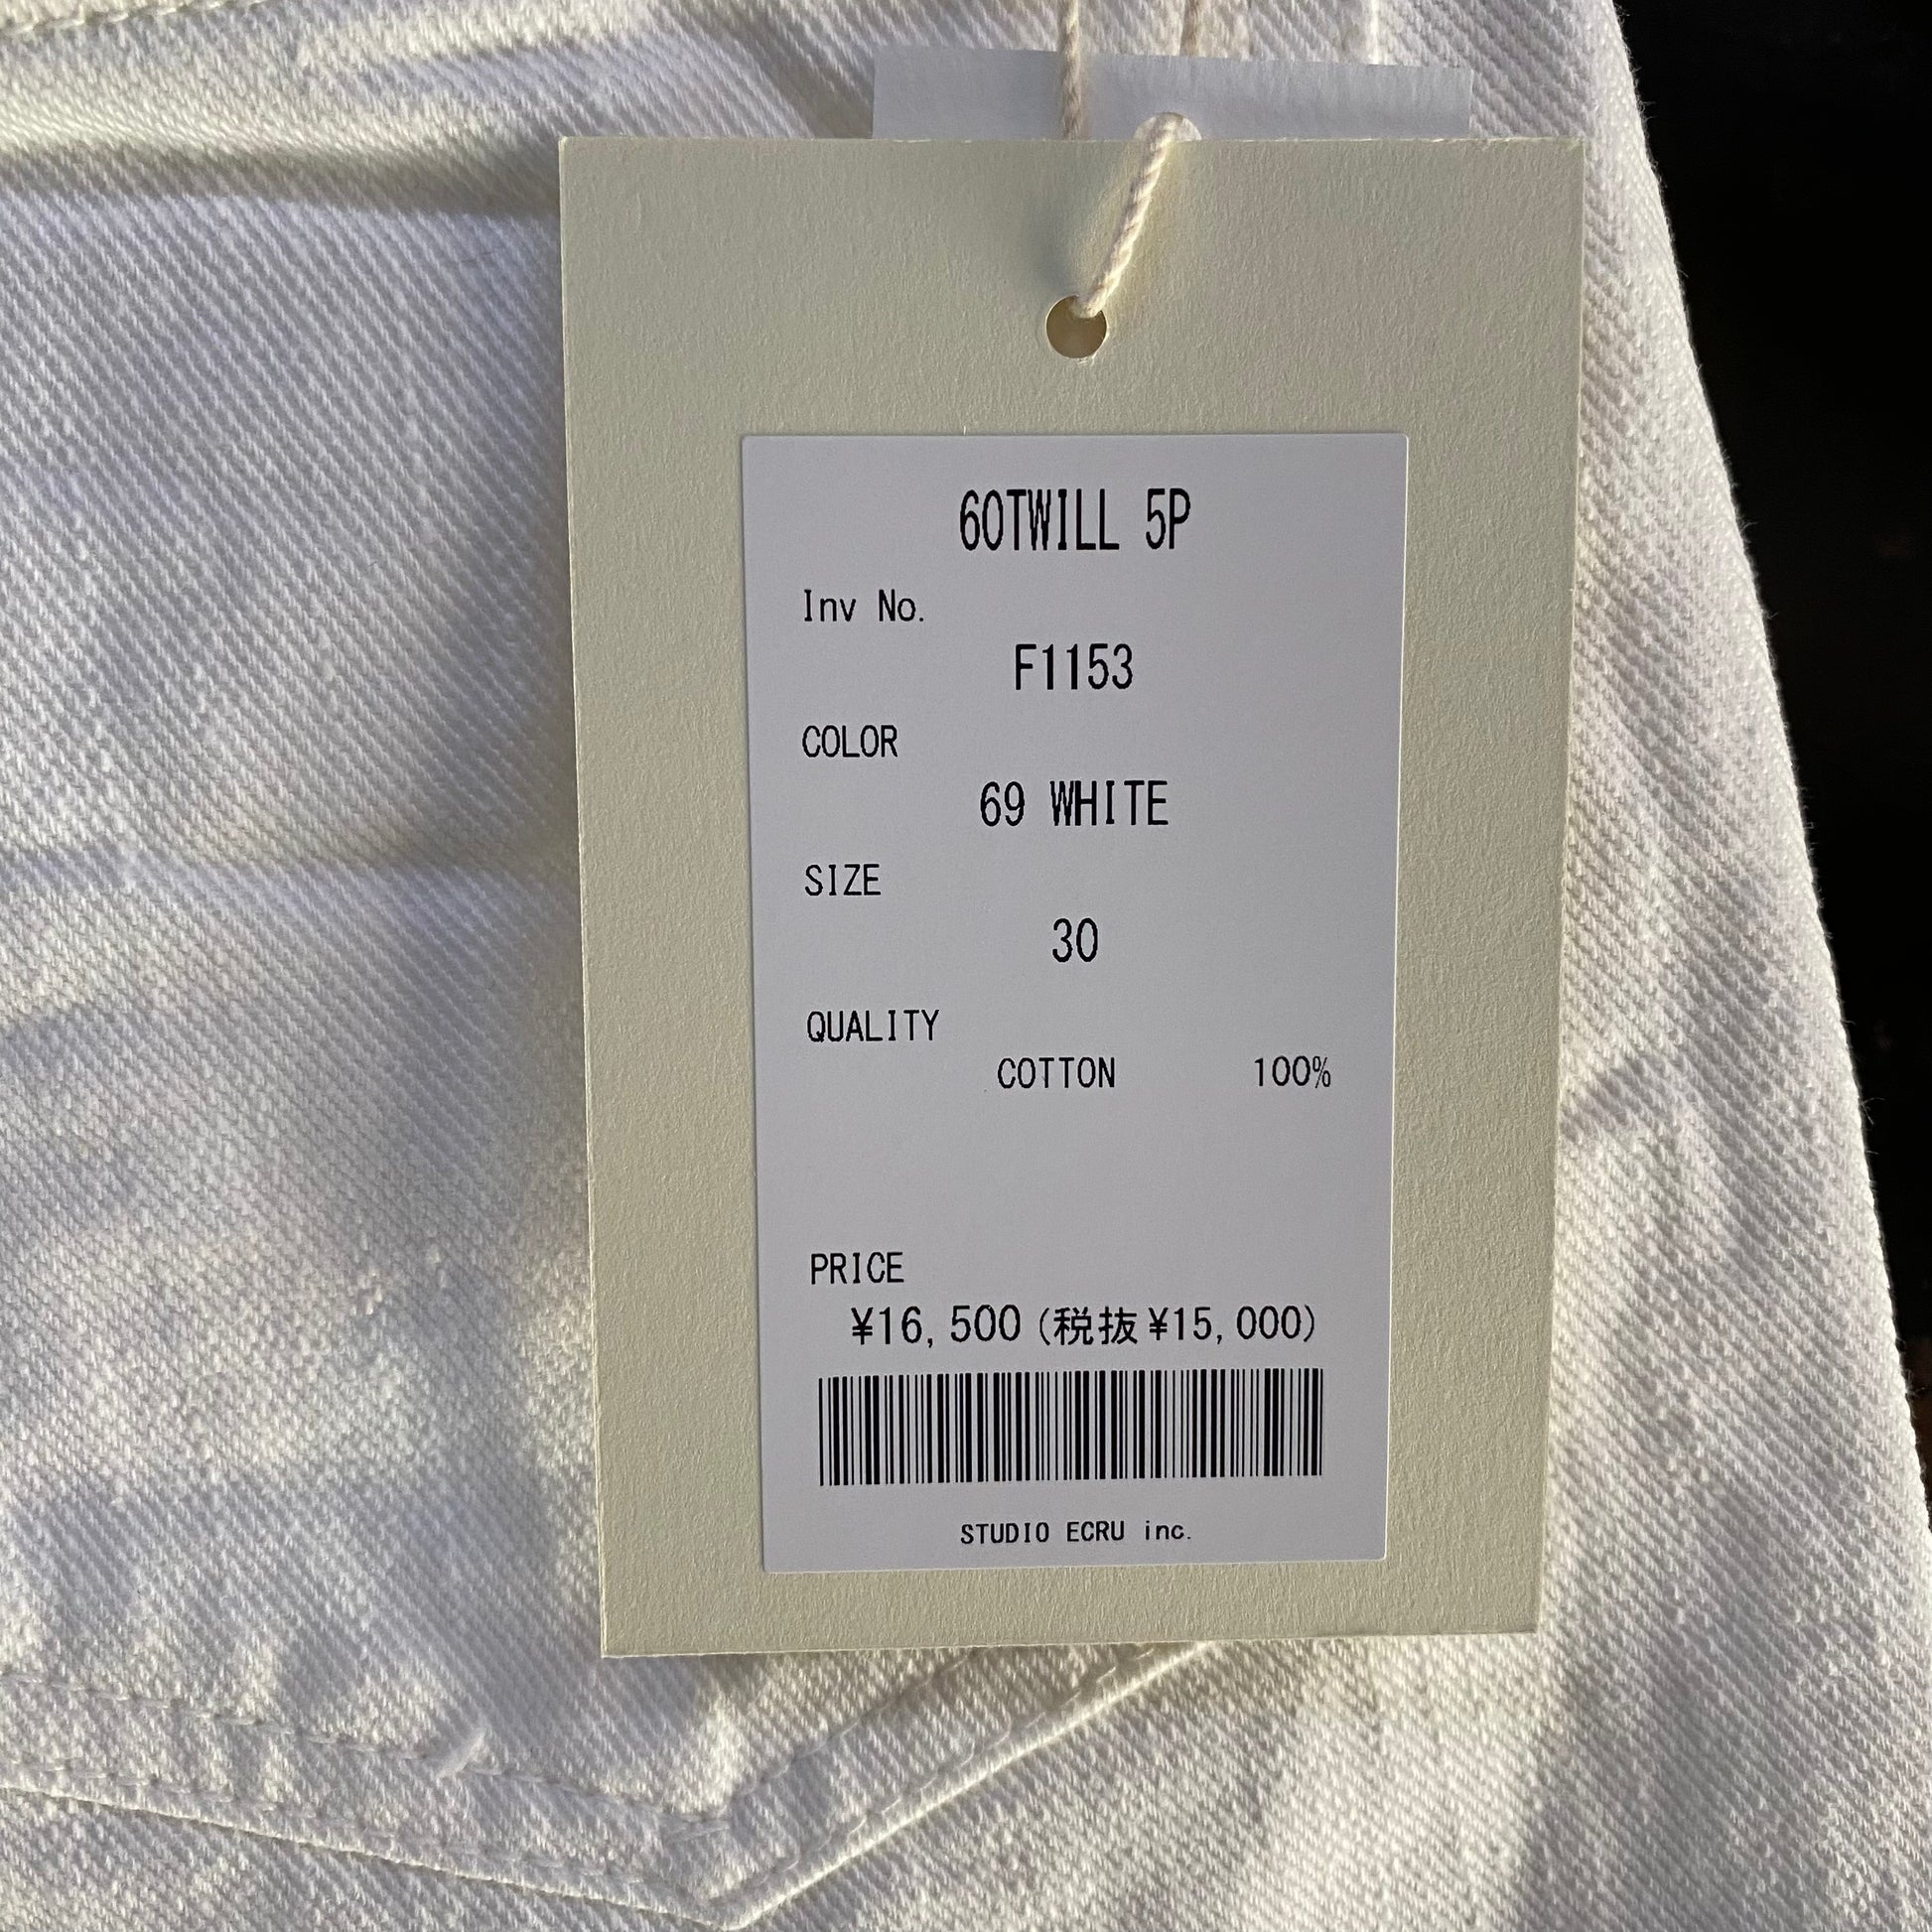 60TWILL 5P
Inv No.
F1153
COLOR
69 WHITE
SIZE
30
QUALITY
COTTON 100%
PRICE
¥16,500(税抜¥15,000)
STUDIO ECRU inc.